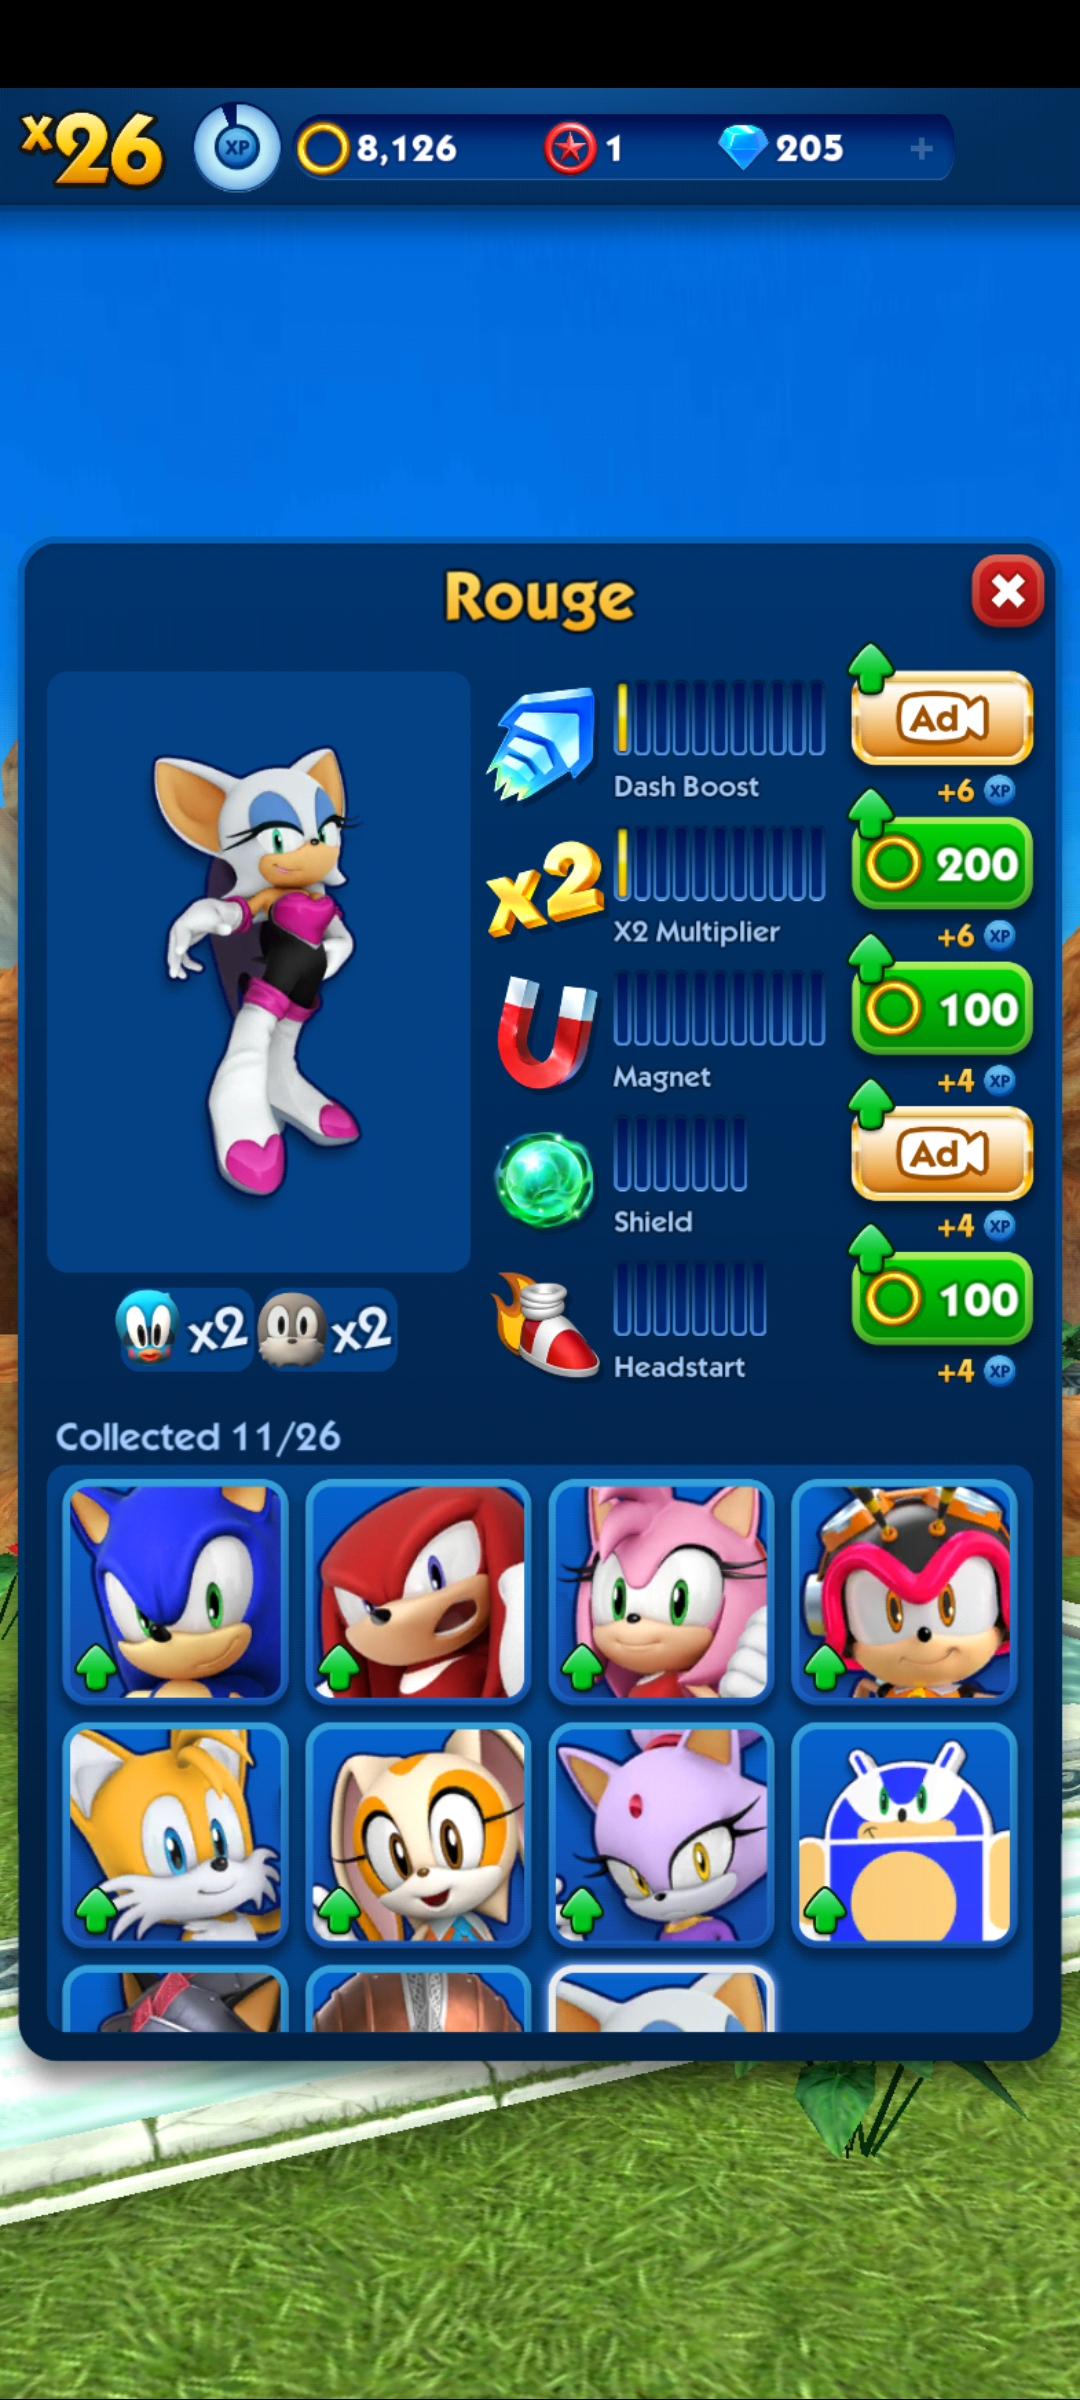 x26 XP 8,126 1 205 +
Rouge
Ad
Dash Boost
+6 XP
x2 200
X2 Multiplier
+6 XP
100
Magnet
+4 XP
Ad
Shield
+4 XP
x2 x2 100
Headstart
+4 XP
Collected 11/26